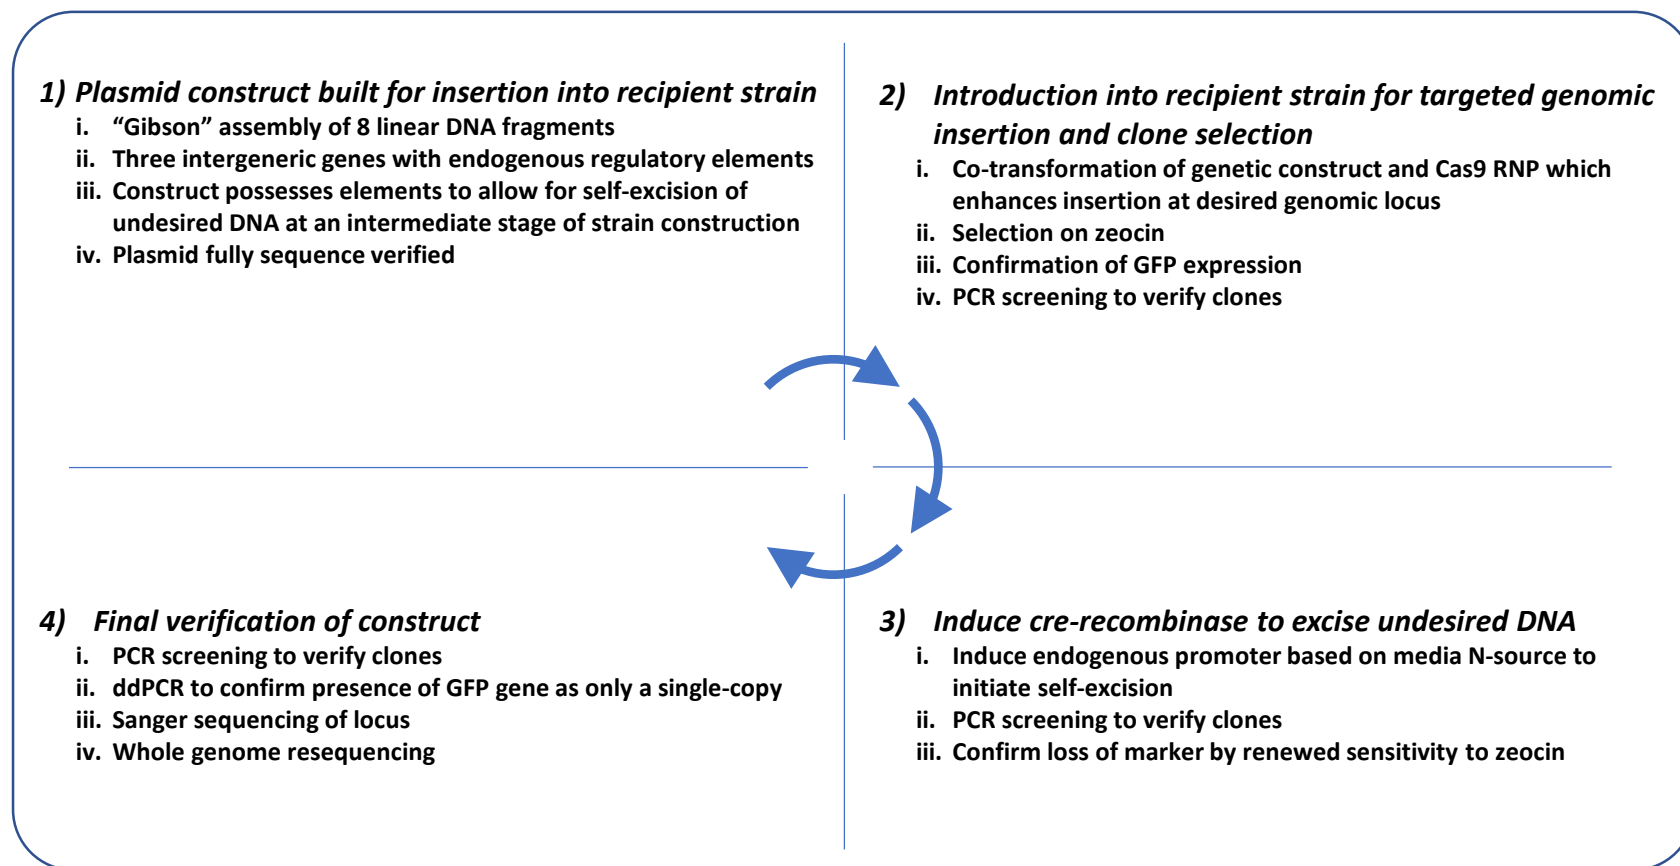 1) Plasmid construct built for insertion into recipient strain
i. “Gibson” assembly of 8 linear DNA fragments
ii. Three intergeneric genes with endogenous regulatory elements
iii. Construct possesses elements to allow for self-excision of
undesired DNA at an intermediate stage of strain construction
iv. Plasmid fully sequence verified
2) Introduction into recipient strain for targeted genomic
insertion and clone selection
i. Co-transformation of genetic construct and Cas9 RNP which
enhances insertion at desired genomic locus
ii. Selection on zeocin
iii. Confirmation of GFP expression
iv. PCR screening to verify clones
4) Final verification of construct
i. PCR screening to verify clones
ii. ddPCR to confirm presence of GFP gene as only a single-copy
iii. Sanger sequencing of locus
iv. Whole genome resequencing
3) Induce cre-recombinase to excise undesired DNA
i. Induce endogenous promoter based on media N-source to
initiate self-excision
ii. PCR screening to verify clones
iii. Confirm loss of marker by renewed sensitivity to zeocin